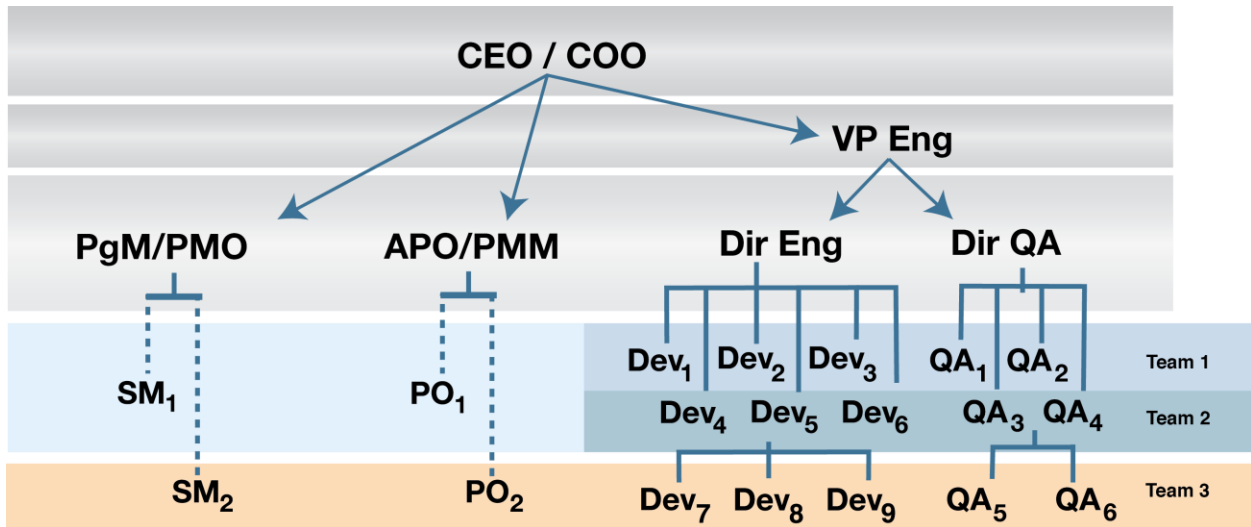 CEO / COO
VP Eng
PgM/PMO APO/PMM Dir Eng Dir QA
Dev₁ Dev₂ Dev₃ QA₁ QA₂ Team 1
SM₁ PO₁
Dev₄ Dev₅ Dev₆ QA₃ QA₄ Team 2
SM₂ PO₂ Dev₇ Dev₈ Dev₉ QA₅ QA₆ Team 3